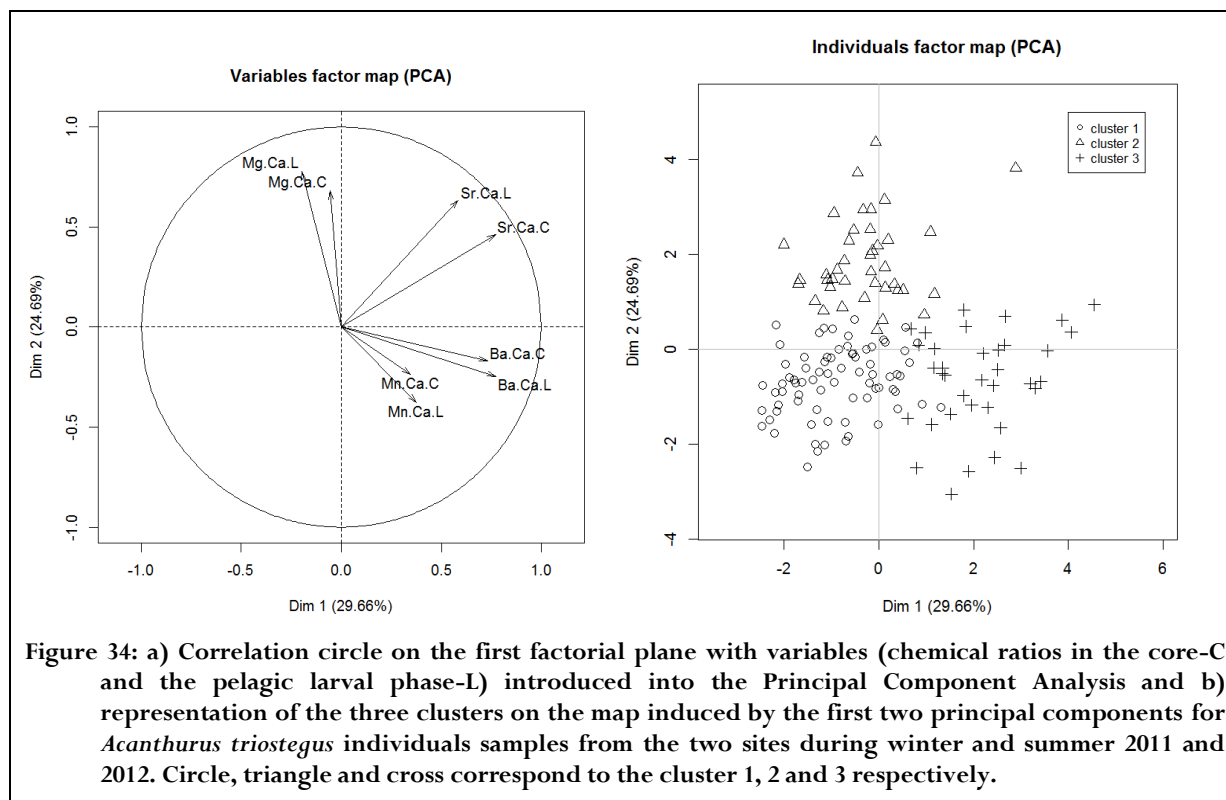 Variables factor map (PCA)
1.0
0.5
0.0
-0.5
-1.0
Dim 2 (24.69%)
Mg.Ca.L
Mg.Ca.C
Sr.Ca.L
Sr.Ca.C
Ba.Ca.C
Mn.Ca.C
Ba.Ca.L
Mn.Ca.L
-1.0 -0.5 0.0 0.5 1.0
Dim 1 (29.66%)
Individuals factor map (PCA)
cluster 1
cluster 2
cluster 3
4
2
0
-2
-4
Dim 2 (24.69%)
-2 0 2 4 6
Dim 1 (29.66%)
Figure 34: a) Correlation circle on the first factorial plane with variables (chemical ratios in the core-C
and the pelagic larval phase-L) introduced into the Principal Component Analysis and b)
representation of the three clusters on the map induced by the first two principal components for
Acanthurus triostegus individuals samples from the two sites during winter and summer 2011 and
2012. Circle, triangle and cross correspond to the cluster 1, 2 and 3 respectively.